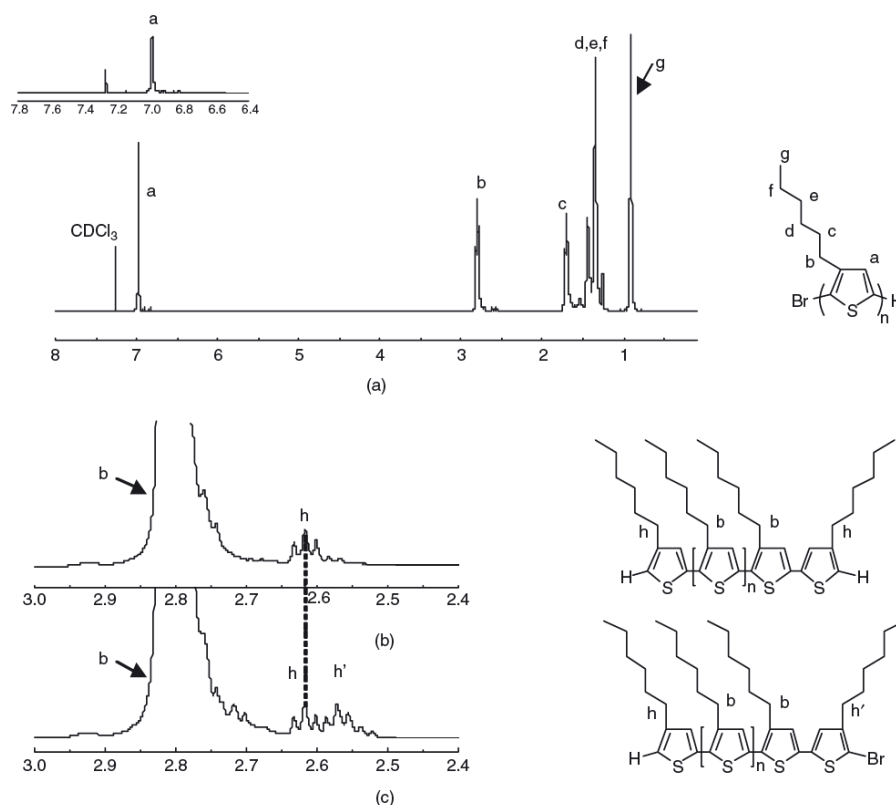 a
7.8 7.6 7.4 7.2 7.0 6.8 6.6 6.4
d,e,f
g
a
CDCl3
b
c
8 7 6 5 4 3 2 1
(a)
g
f
e
d
c
b
a
Br ( S )n H
b
h
3.0 2.9 2.8 2.7 2.6 2.5 2.4
(b)
b
h h'
3.0 2.9 2.8 2.7 2.6 2.5 2.4
(c)
h b b h
H S [ S ]n S S H
h b b h′
H S [ S ]n S S Br